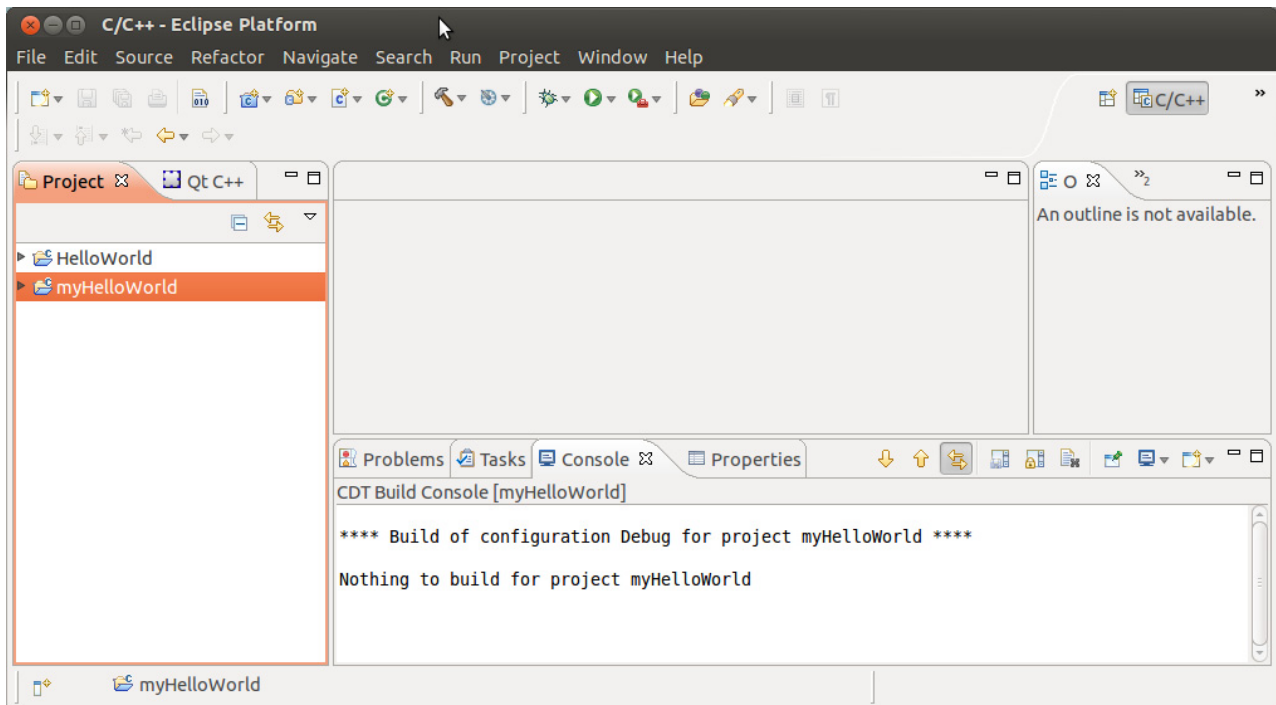 C/C++ - Eclipse Platform
File Edit Source Refactor Navigate Search Run Project Window Help
010
C/C++ »
Project Qt C++
O »2
An outline is not available.
HelloWorld
myHelloWorld
Problems Tasks Console Properties
CDT Build Console [myHelloWorld]
**** Build of configuration Debug for project myHelloWorld ****
Nothing to build for project myHelloWorld
myHelloWorld